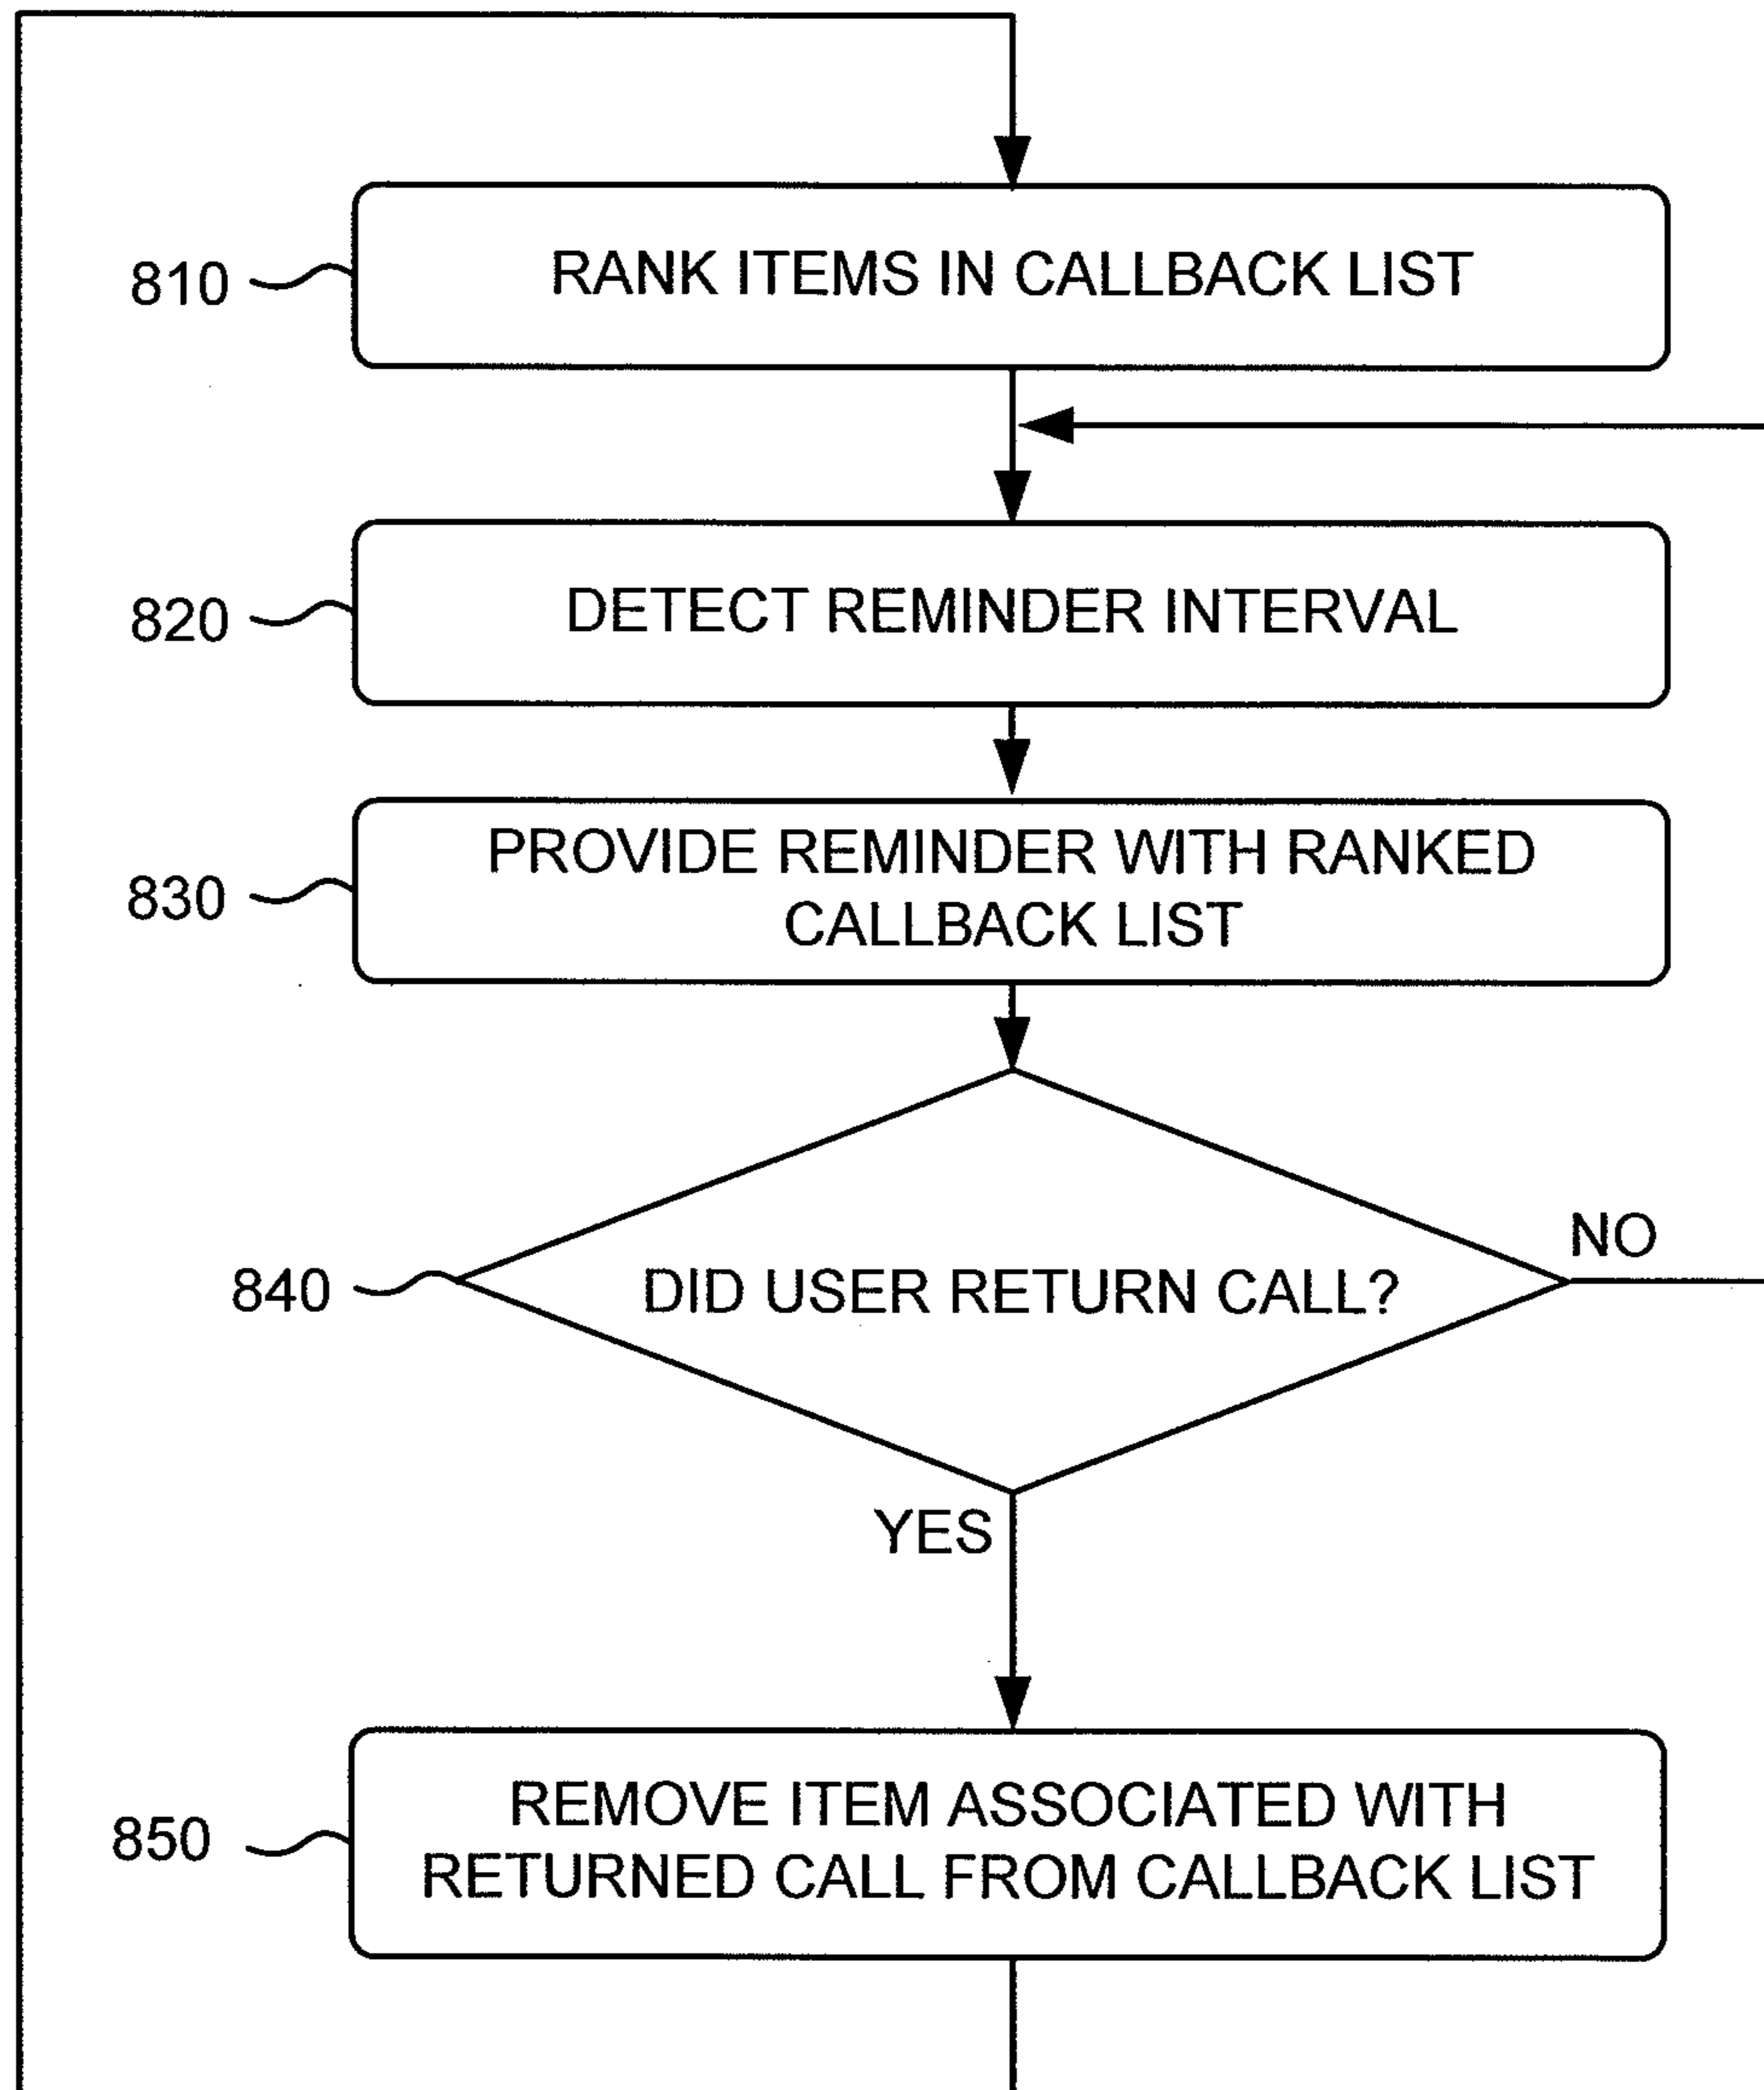 810
RANK ITEMS IN CALLBACK LIST
820
DETECT REMINDER INTERVAL
830
PROVIDE REMINDER WITH RANKED
CALLBACK LIST
840
DID USER RETURN CALL?
NO
YES
850
REMOVE ITEM ASSOCIATED WITH
RETURNED CALL FROM CALLBACK LIST